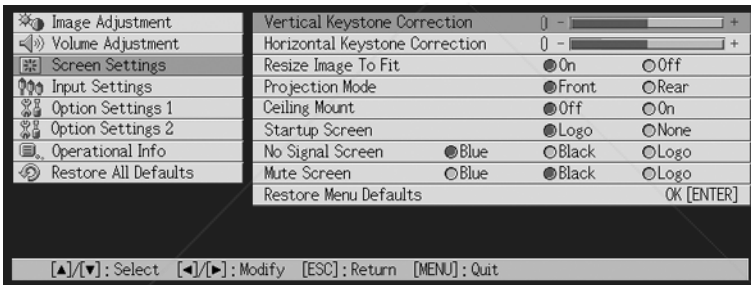 Image Adjustment
Volume Adjustment
Screen Settings
Input Settings
Option Settings 1
Option Settings 2
Operational Info
Restore All Defaults
Vertical Keystone Correction 0 - +
Horizontal Keystone Correction 0 - +
Resize Image To Fit On Off
Projection Mode Front Rear
Ceiling Mount Off On
Startup Screen Logo None
No Signal Screen Blue Black Logo
Mute Screen Blue Black Logo
Restore Menu Defaults OK [ENTER]
[▲]/[▼] : Select [◄]/[►] : Modify [ESC] : Return [MENU] : Quit